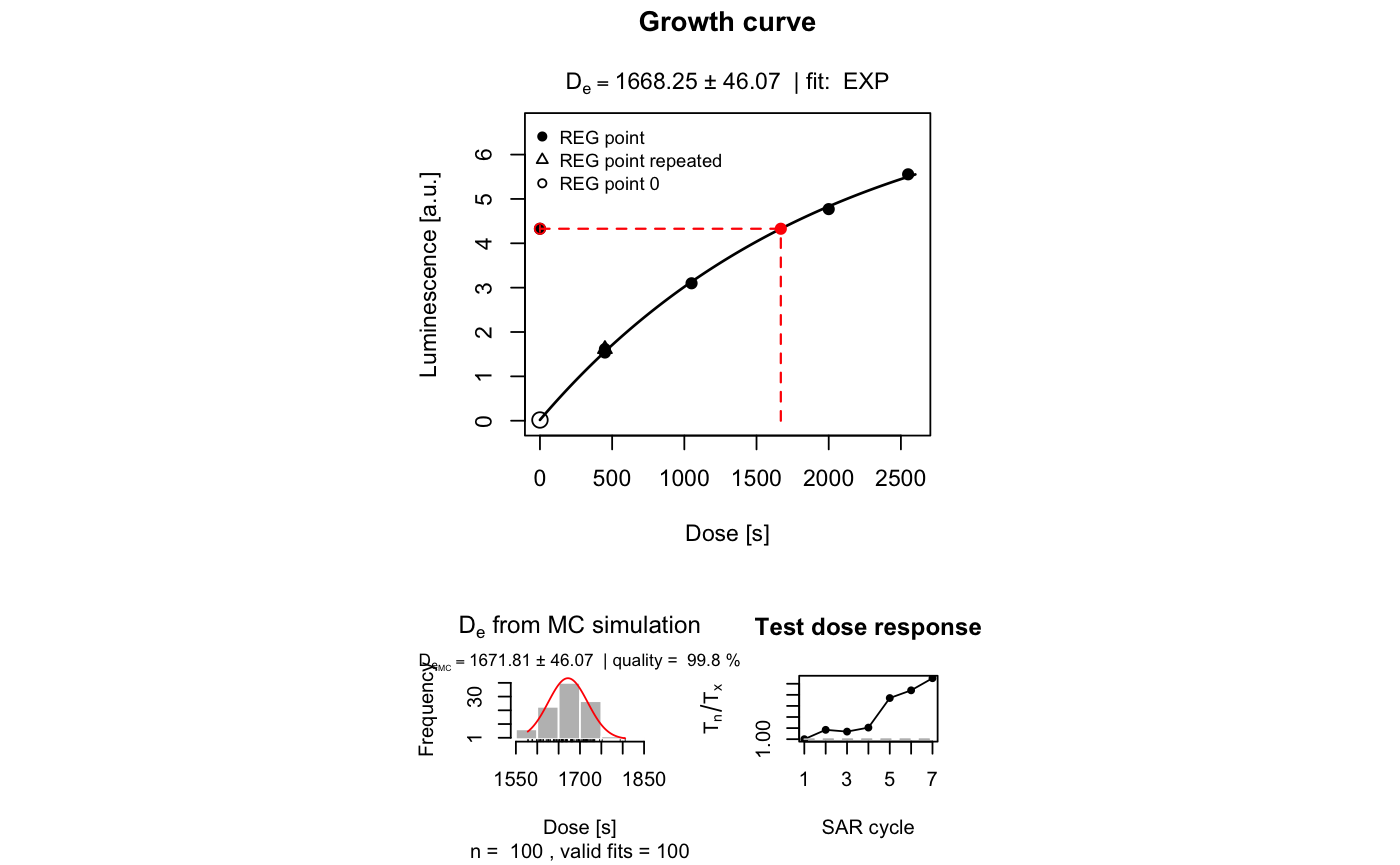 Growth curve
De = 1668.25 ± 46.07 | fit: EXP
REG point
REG point repeated
REG point 0
Luminescence [a.u.]
0 1 2 3 4 5 6
0 500 1000 1500 2000 2500
Dose [s]
De from MC simulation
DeMC = 1671.81 ± 46.07 | quality = 99.8 %
Frequency
1 30
1550 1700 1850
Dose [s]
n = 100 , valid fits = 100
Test dose response
Tn/Tx
1.00
1 3 5 7
SAR cycle